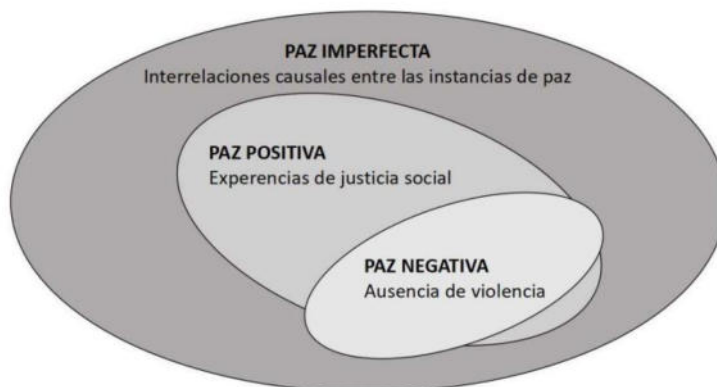 PAZ IMPERFECTA
Interrelaciones causales entre las instancias de paz
PAZ POSITIVA
Experencias de justicia social
PAZ NEGATIVA
Ausencia de violencia